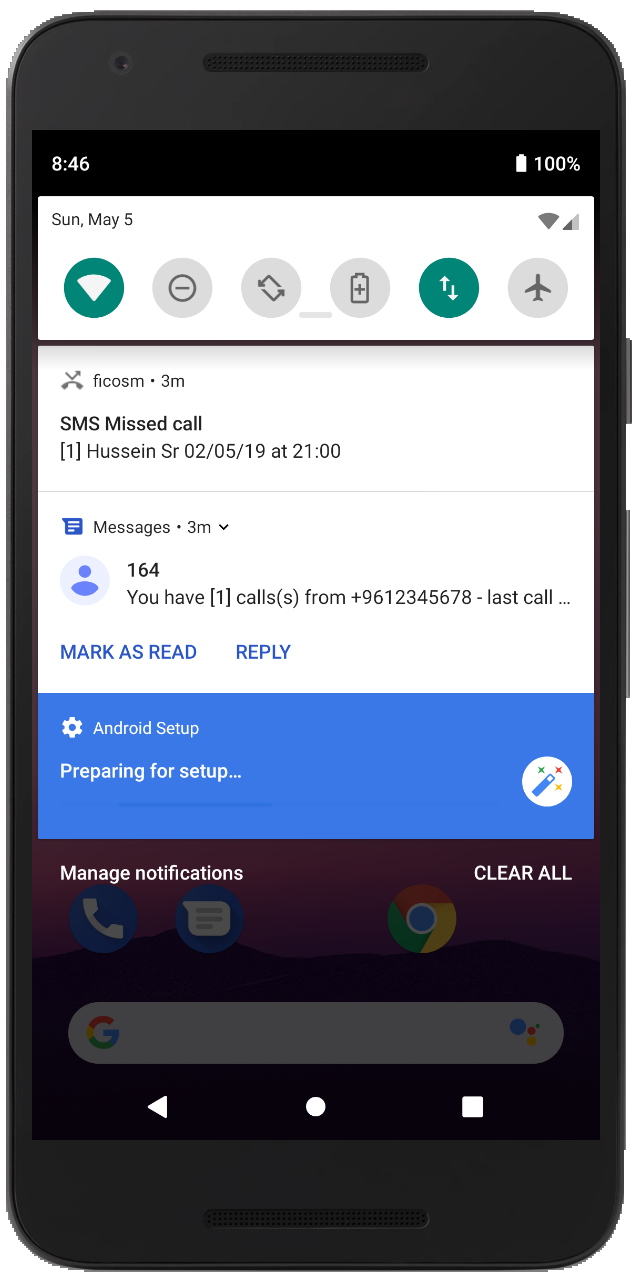 8:46 100%
Sun, May 5
ficosm • 3m
SMS Missed call
[1] Hussein Sr 02/05/19 at 21:00
Messages • 3m
164
You have [1] calls(s) from +9612345678 - last call ...
MARK AS READ REPLY
Android Setup
Preparing for setup...
Manage notifications CLEAR ALL